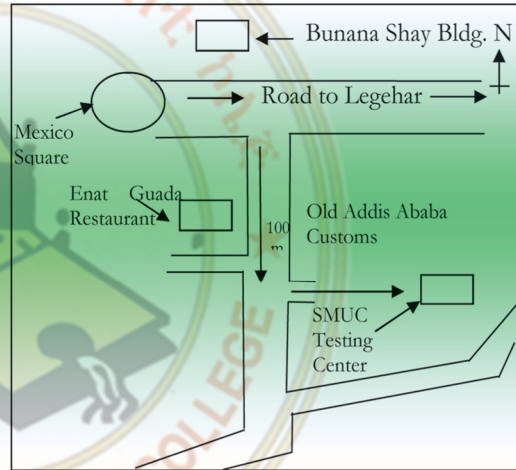 Bunana Shay Bldg. N
Road to Legehar
Mexico
Square
Enat Guada
Restaurant
100
m
Old Addis Ababa
Customs
SMUC
Testing
Center
COLLEGE